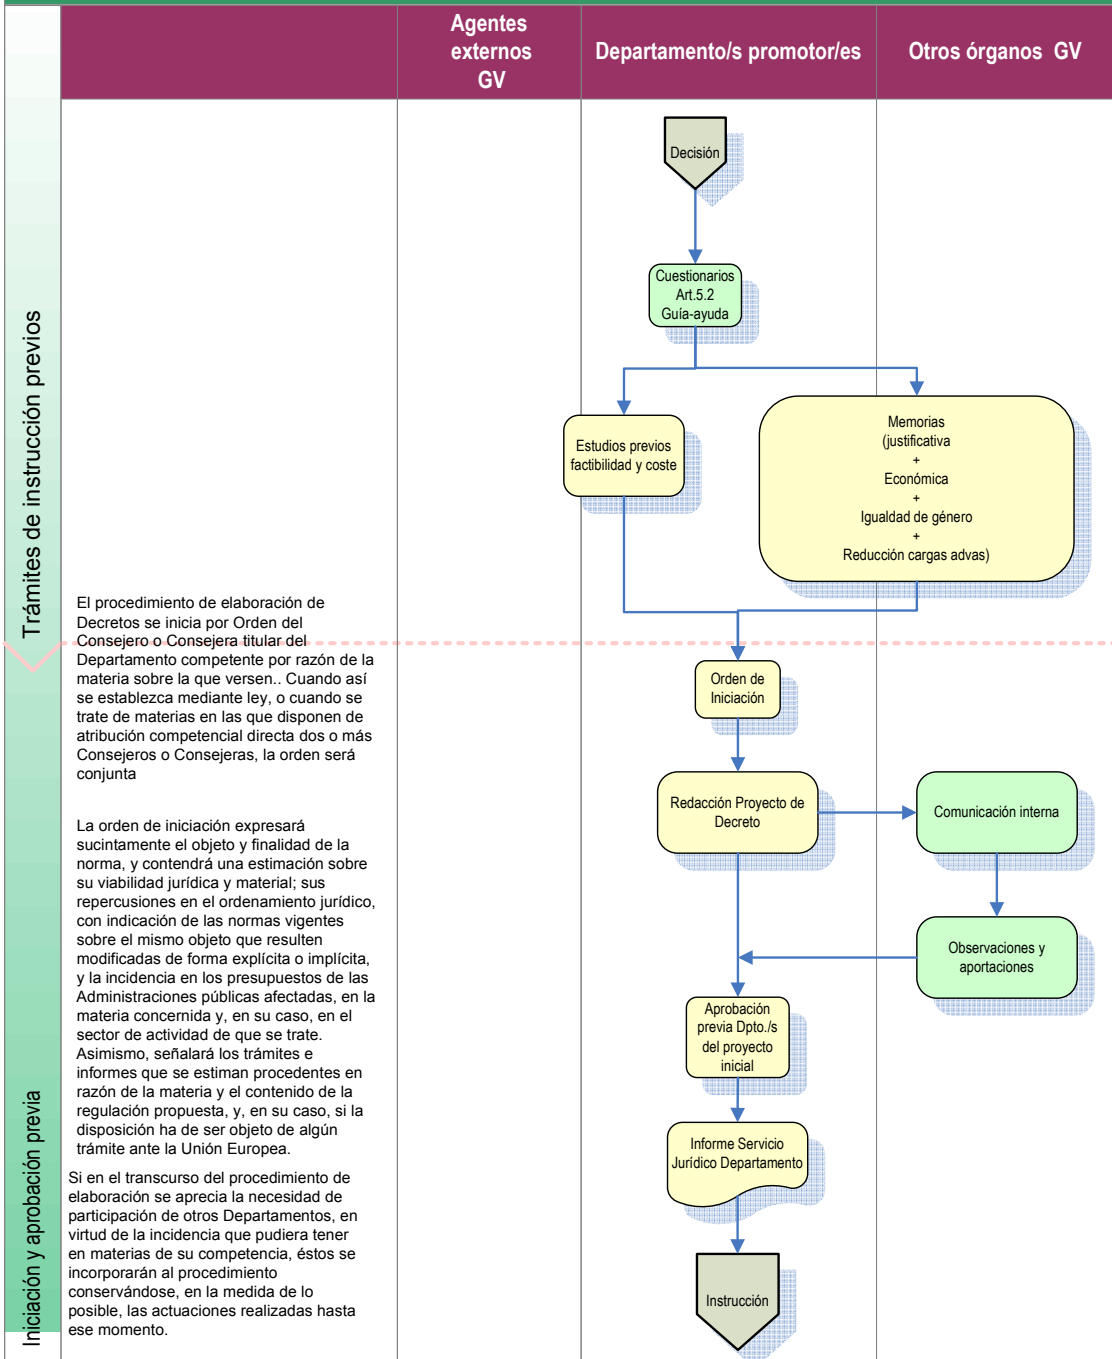 Agentes
externos
GV
Departamento/s promotor/es
Otros órganos  GV
Trámites de instrucción previos
Decisión
Cuestionarios
Art.5.2
Guía-ayuda
Estudios previos
factibilidad y coste
Memorias
(justificativa
+
Económica
+
Igualdad de género
+
Reducción cargas advas)
El procedimiento de elaboración de
Decretos se inicia por Orden del
Consejero o Consejera titular del
Departamento competente por razón de la
materia sobre la que versen.. Cuando así
se establezca mediante ley, o cuando se
trate de materias en las que disponen de
atribución competencial directa dos o más
Consejeros o Consejeras, la orden será
conjunta
Orden de
Iniciación
Redacción Proyecto de
Decreto
Comunicación interna
Observaciones y
aportaciones
La orden de iniciación expresará
sucintamente el objeto y finalidad de la
norma, y contendrá una estimación sobre
su viabilidad jurídica y material; sus
repercusiones en el ordenamiento jurídico,
con indicación de las normas vigentes
sobre el mismo objeto que resulten
modificadas de forma explícita o implícita,
y la incidencia en los presupuestos de las
Administraciones públicas afectadas, en la
materia concernida y, en su caso, en el
sector de actividad de que se trate.
Asimismo, señalará los trámites e
informes que se estiman procedentes en
razón de la materia y el contenido de la
regulación propuesta, y, en su caso, si la
disposición ha de ser objeto de algún
trámite ante la Unión Europea.
Aprobación
previa Dpto./s
del proyecto
inicial
Informe Servicio
Jurídico Departamento
Iniciación y aprobación previa
Si en el transcurso del procedimiento de
elaboración se aprecia la necesidad de
participación de otros Departamentos, en
virtud de la incidencia que pudiera tener
en materias de su competencia, éstos se
incorporarán al procedimiento
conservándose, en la medida de lo
posible, las actuaciones realizadas hasta
ese momento.
Instrucción